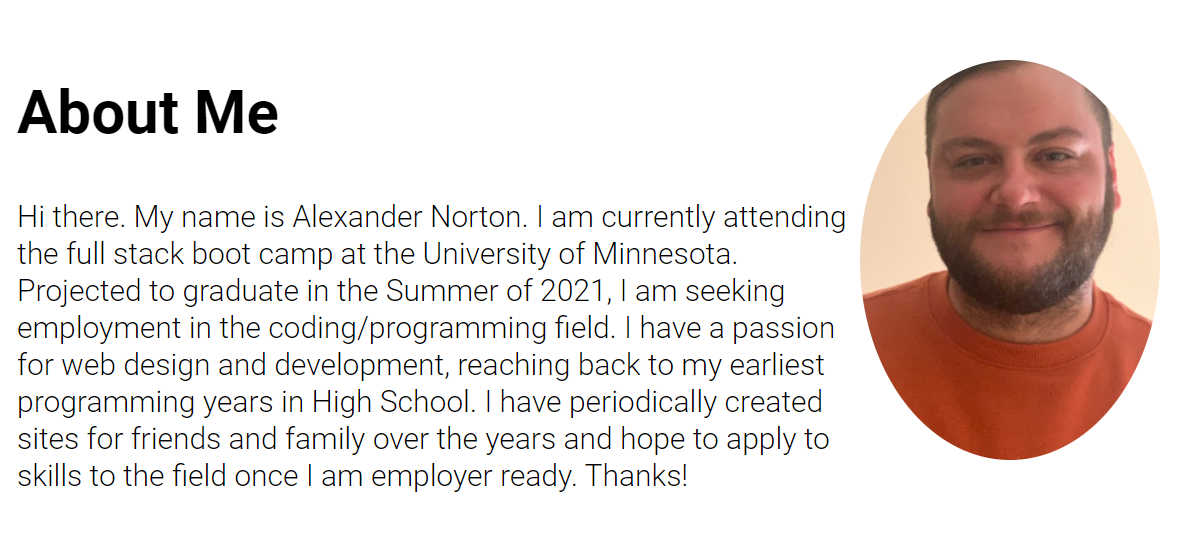 About Me
Hi there. My name is Alexander Norton. I am currently attending
the full stack boot camp at the University of Minnesota.
Projected to graduate in the Summer of 2021, I am seeking
employment in the coding/programming field. I have a passion
for web design and development, reaching back to my earliest
programming years in High School. I have periodically created
sites for friends and family over the years and hope to apply to
skills to the field once I am employer ready. Thanks!